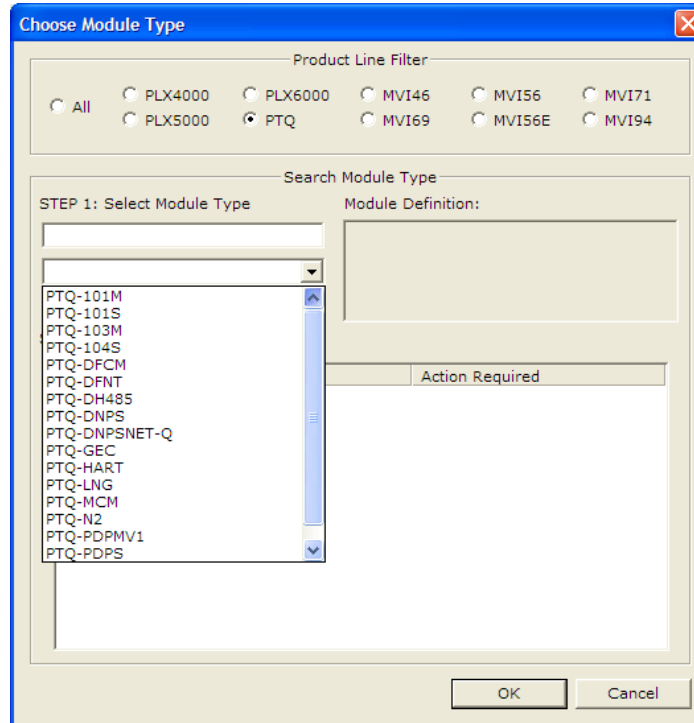 Choose Module Type
Product Line Filter
All
PLX4000
PLX6000
MVI46
MVI56
MVI71
PLX5000
PTQ
MVI69
MVI56E
MVI94
Search Module Type
STEP 1: Select Module Type
Module Definition:
PTQ-101M
PTQ-101S
PTQ-103M
PTQ-104S
PTQ-DFCM
PTQ-DFNT
PTQ-DH485
PTQ-DNPS
PTQ-DNPSNET-Q
PTQ-GEC
PTQ-HART
PTQ-LNG
PTQ-MCM
PTQ-N2
PTQ-PDPMV1
PTQ-PDPS
Action Required
OK
Cancel